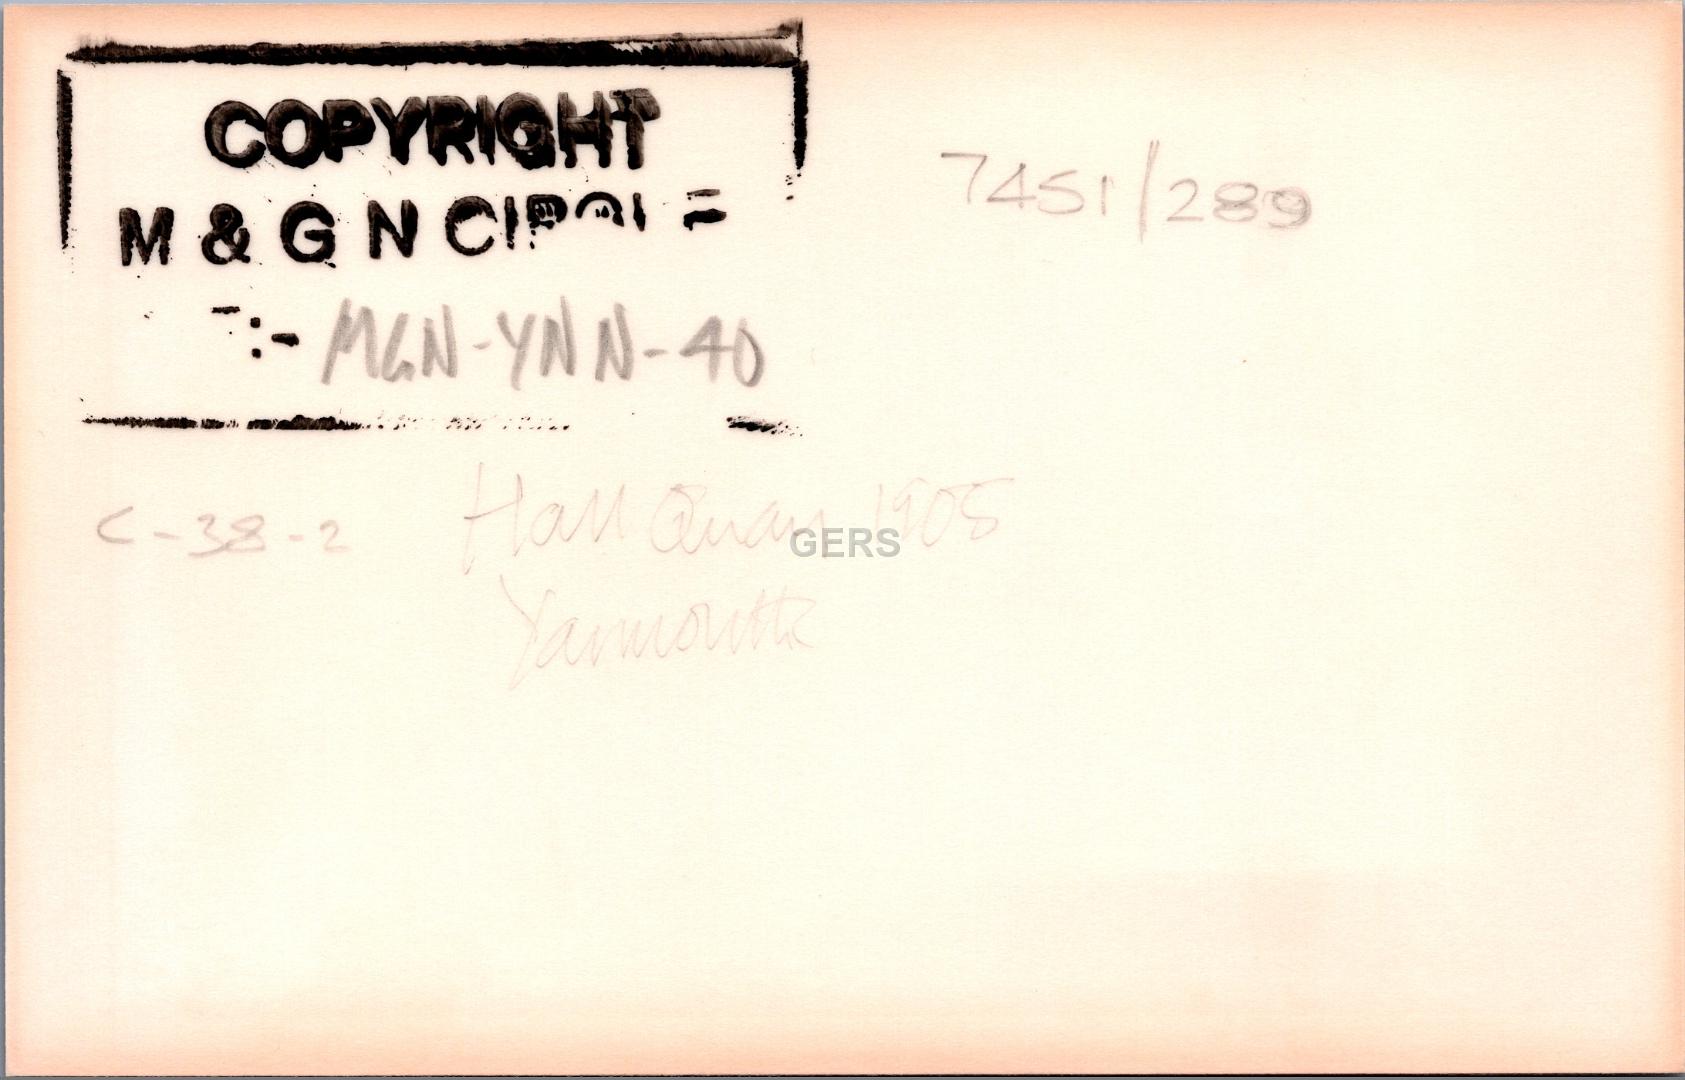 COPYRIGHT
M & G N CIRCLE
:- MGN-YNN-40
7451/289
C-38-2
Hall Quay 1905
Yarmouth
GERS